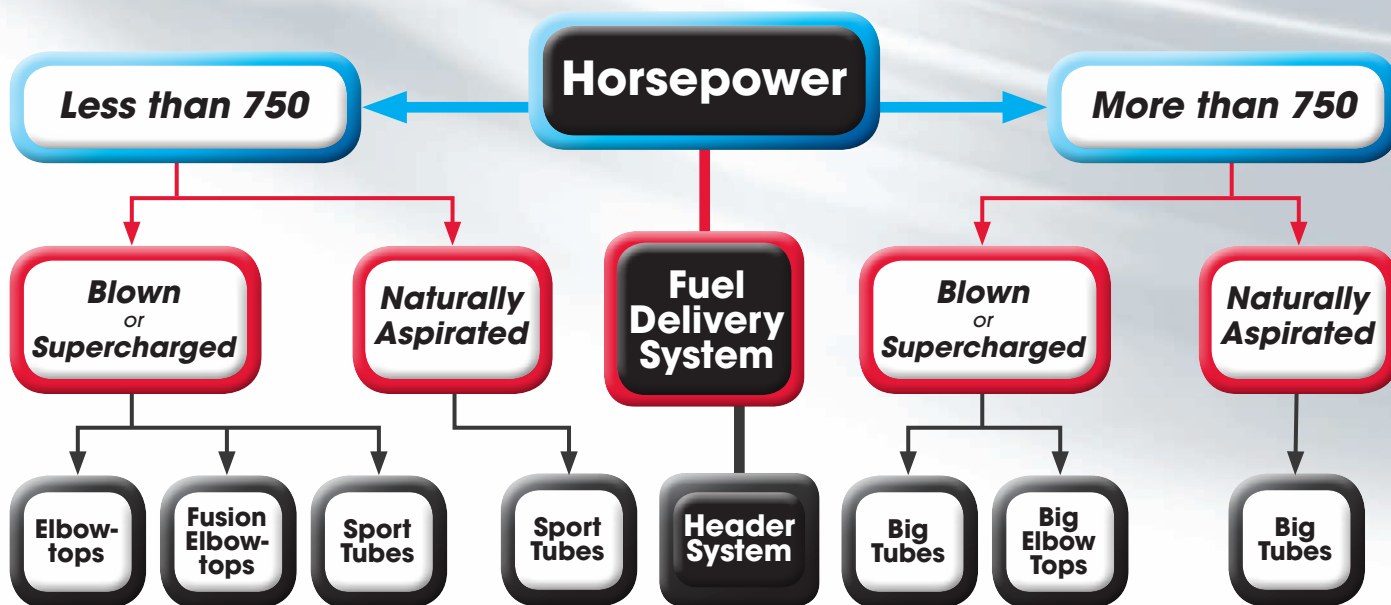 Horsepower
Less than 750
More than 750
Blown
or
Supercharged
Naturally
Aspirated
Fuel
Delivery
System
Blown
or
Supercharged
Naturally
Aspirated
Elbow-
tops
Fusion
Elbow-
tops
Sport
Tubes
Sport
Tubes
Header
System
Big
Tubes
Big
Elbow
Tops
Big
Tubes